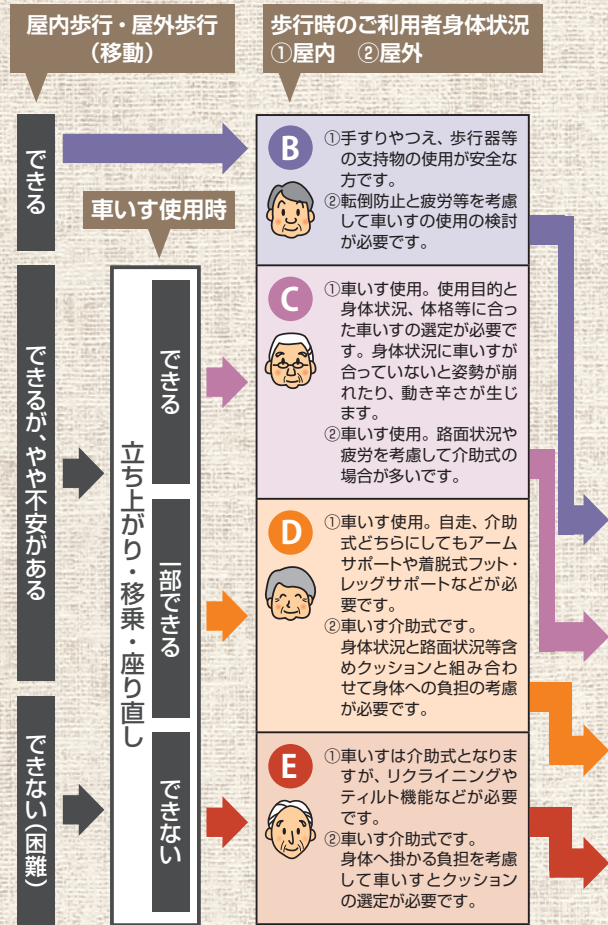 屋内歩行・屋外歩行
（移動）
歩行時のご利用者身体状況
①屋内　②屋外
できる
車いす使用時
できるが、やや不安がある
できない（困難）
立ち上がり・移乗・座り直し
できる
一部できる
できない
B
①手すりやつえ、歩行器等
の支持物の使用が安全な
方です。
②転倒防止と疲労等を考慮
して車いすの使用の検討
が必要です。
C
①車いす使用。使用目的と
身体状況、体格等に合っ
た車いすの選定が必要で
す。身体状況に車いすが
合っていないと姿勢が崩
れたり、動き辛さが生じ
ます。
②車いす使用。路面状況や
疲労を考慮して介助式の
場合が多いです。
D
①車いす使用。自走、介助
式どちらにしてもアーム
サポートや着脱式フット・
レッグサポートなどが必
要です。
②車いす介助式です。
身体状況と路面状況等含
めクッションと組み合わ
せて身体への負担の考慮
が必要です。
E
①車いすは介助式となりま
すが、リクライニングや
ティルト機能などが必要
です。
②車いす介助式です。
身体へ掛かる負担を考慮
して車いすとクッション
の選定が必要です。